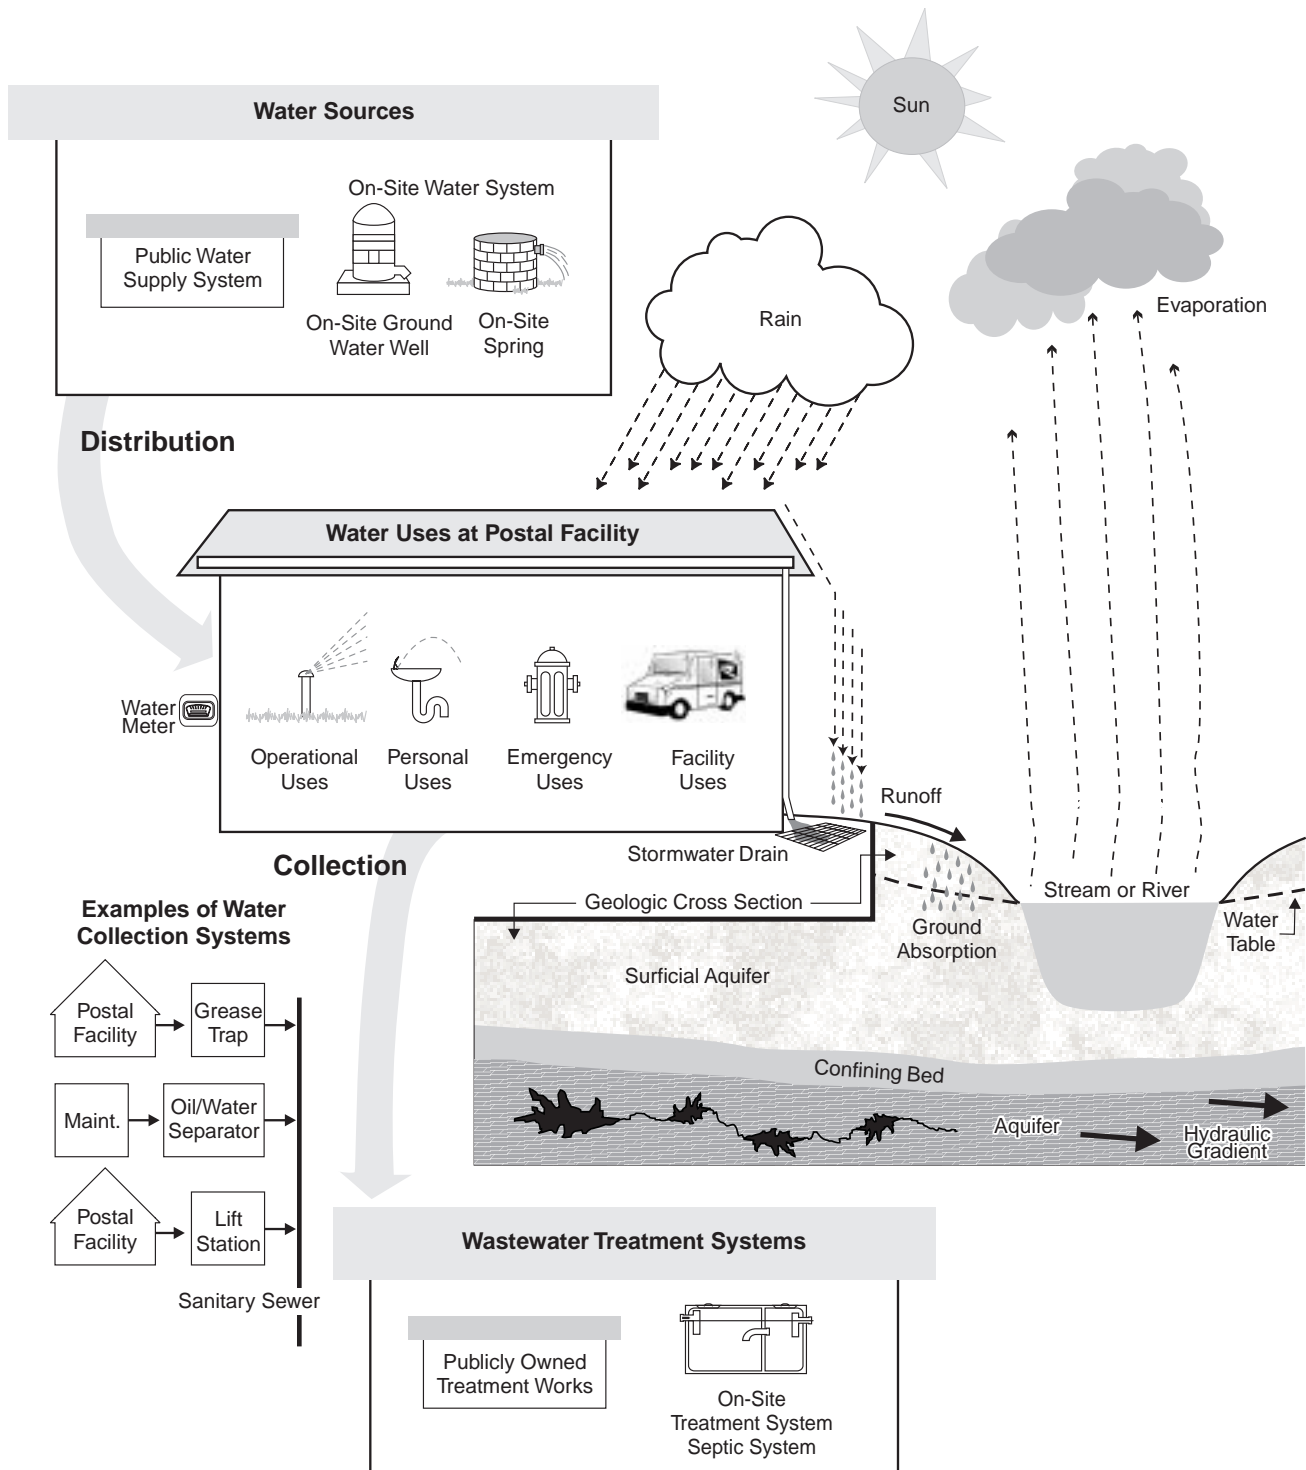 Sun
Water Sources
On-Site Water System
Public Water
Supply System
On-Site Ground
Water Well
On-Site
Spring
Rain
Evaporation
Distribution
Water Uses at Postal Facility
Water
Meter
Operational
Uses
Personal
Uses
Emergency
Uses
Facility
Uses
Runoff
Stormwater Drain
Collection
Geologic Cross Section
Stream or River
Ground
Absorption
Water
Table
Surficial Aquifer
Confining Bed
Aquifer
Hydraulic
Gradient
Examples of Water
Collection Systems
Postal
Facility
Grease
Trap
Maint.
Oil/Water
Separator
Postal
Facility
Lift
Station
Sanitary Sewer
Wastewater Treatment Systems
Publicly Owned
Treatment Works
On-Site
Treatment System
Septic System